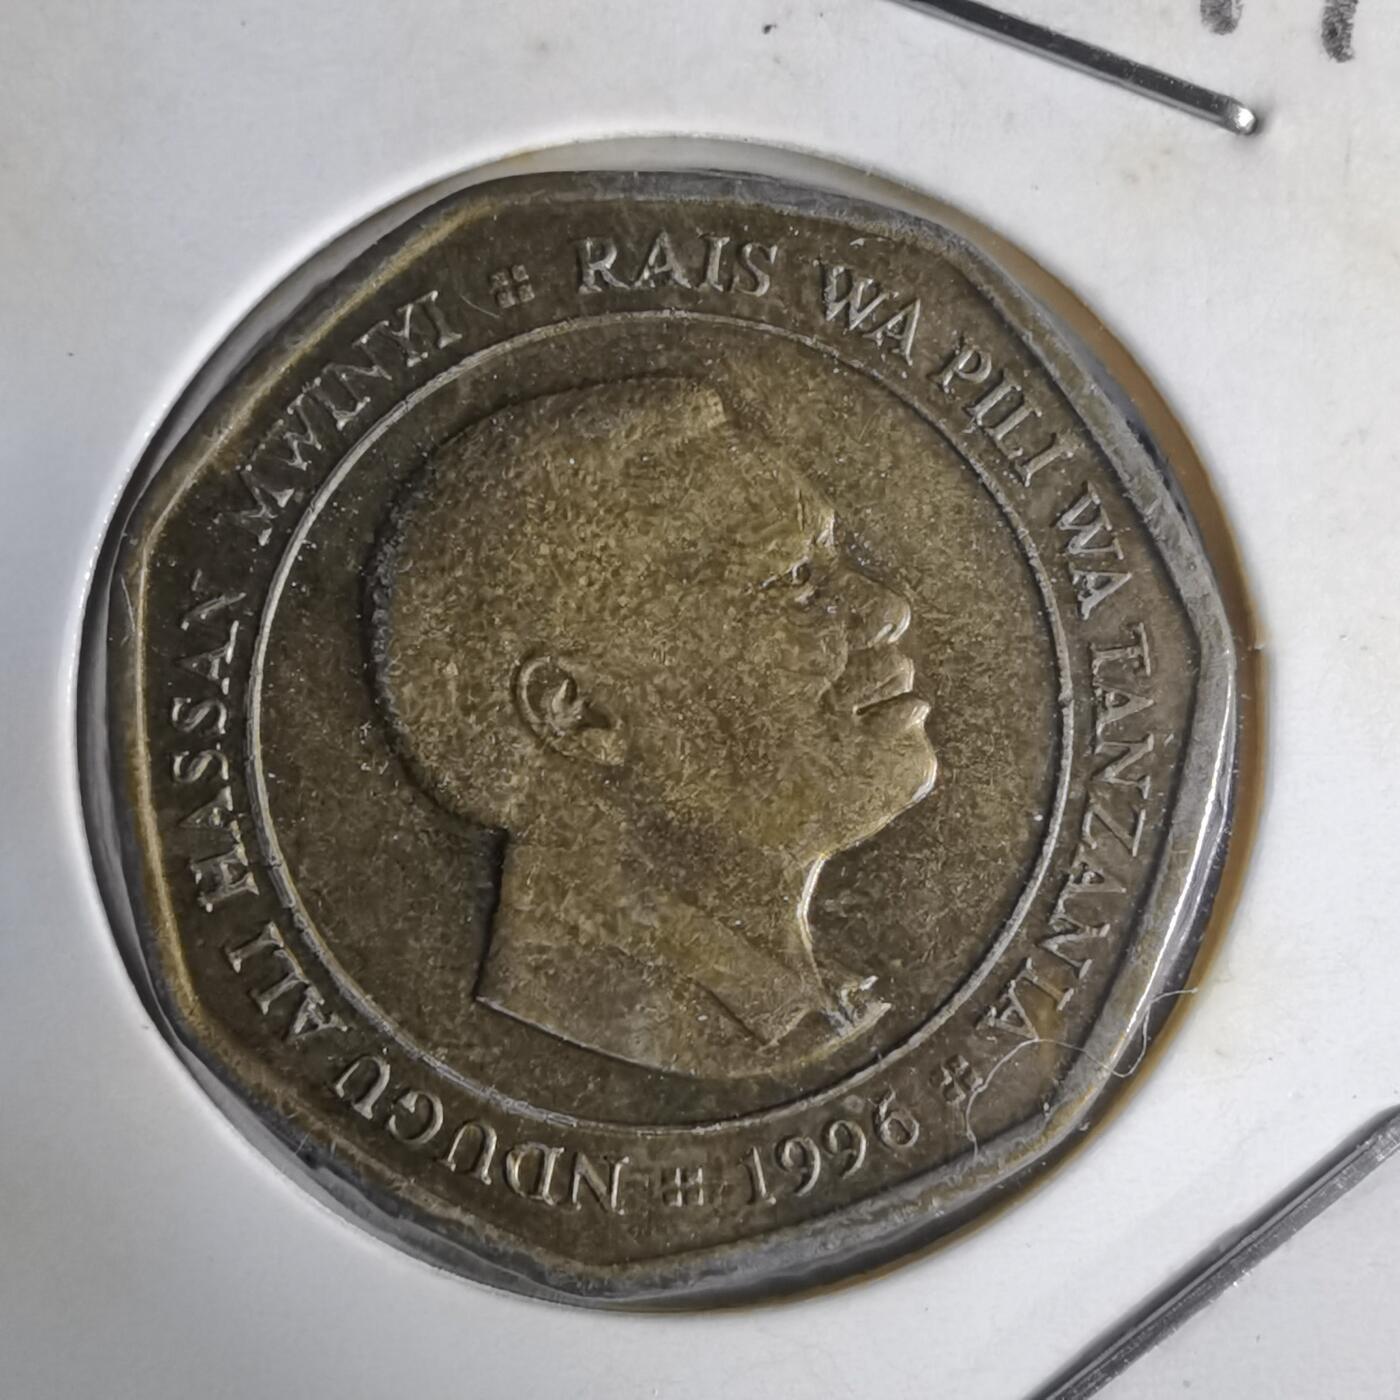 NDUGU ALI HASSAN MWINYI
RAIS WA PILI WA TANZANIA
1996